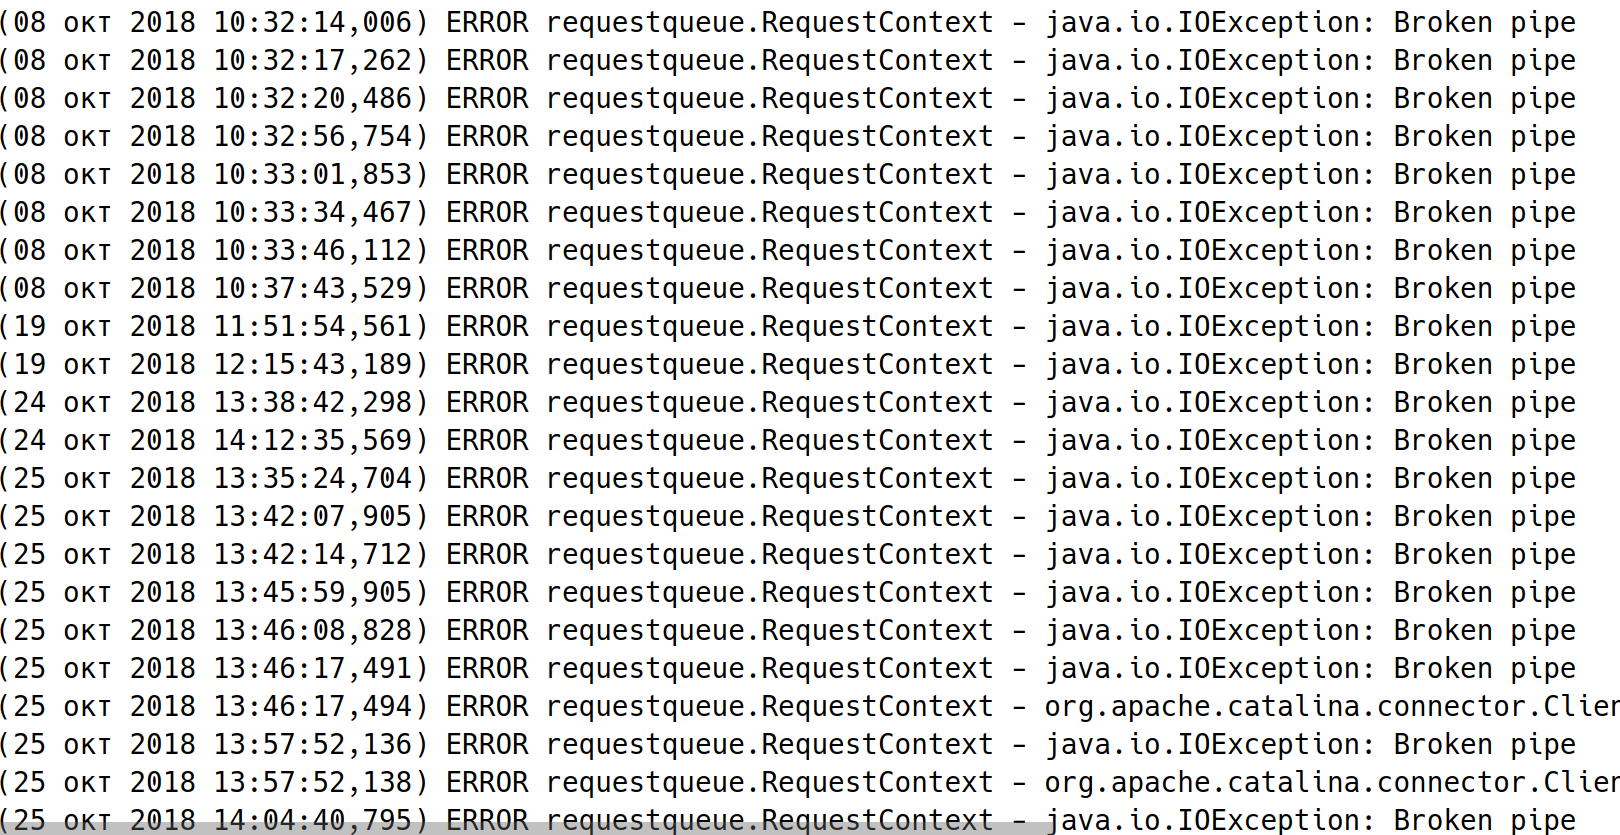 (08 окт 2018 10:32:14,006) ERROR requestqueue.RequestContext - java.io.IOException: Broken pipe
(08 окт 2018 10:32:17,262) ERROR requestqueue.RequestContext - java.io.IOException: Broken pipe
(08 окт 2018 10:32:20,486) ERROR requestqueue.RequestContext - java.io.IOException: Broken pipe
(08 окт 2018 10:32:56,754) ERROR requestqueue.RequestContext - java.io.IOException: Broken pipe
(08 окт 2018 10:33:01,853) ERROR requestqueue.RequestContext - java.io.IOException: Broken pipe
(08 окт 2018 10:33:34,467) ERROR requestqueue.RequestContext - java.io.IOException: Broken pipe
(08 окт 2018 10:33:46,112) ERROR requestqueue.RequestContext - java.io.IOException: Broken pipe
(08 окт 2018 10:37:43,529) ERROR requestqueue.RequestContext - java.io.IOException: Broken pipe
(19 окт 2018 11:51:54,561) ERROR requestqueue.RequestContext - java.io.IOException: Broken pipe
(19 окт 2018 12:15:43,189) ERROR requestqueue.RequestContext - java.io.IOException: Broken pipe
(24 окт 2018 13:38:42,298) ERROR requestqueue.RequestContext - java.io.IOException: Broken pipe
(24 окт 2018 14:12:35,569) ERROR requestqueue.RequestContext - java.io.IOException: Broken pipe
(25 окт 2018 13:35:24,704) ERROR requestqueue.RequestContext - java.io.IOException: Broken pipe
(25 окт 2018 13:42:07,905) ERROR requestqueue.RequestContext - java.io.IOException: Broken pipe
(25 окт 2018 13:42:14,712) ERROR requestqueue.RequestContext - java.io.IOException: Broken pipe
(25 окт 2018 13:45:59,905) ERROR requestqueue.RequestContext - java.io.IOException: Broken pipe
(25 окт 2018 13:46:08,828) ERROR requestqueue.RequestContext - java.io.IOException: Broken pipe
(25 окт 2018 13:46:17,491) ERROR requestqueue.RequestContext - java.io.IOException: Broken pipe
(25 окт 2018 13:46:17,494) ERROR requestqueue.RequestContext - org.apache.catalina.connector.Clien
(25 окт 2018 13:57:52,136) ERROR requestqueue.RequestContext - java.io.IOException: Broken pipe
(25 окт 2018 13:57:52,138) ERROR requestqueue.RequestContext - org.apache.catalina.connector.Clien
(25 окт 2018 14:04:40,795) ERROR requestqueue.RequestContext - java.io.IOException: Broken pipe